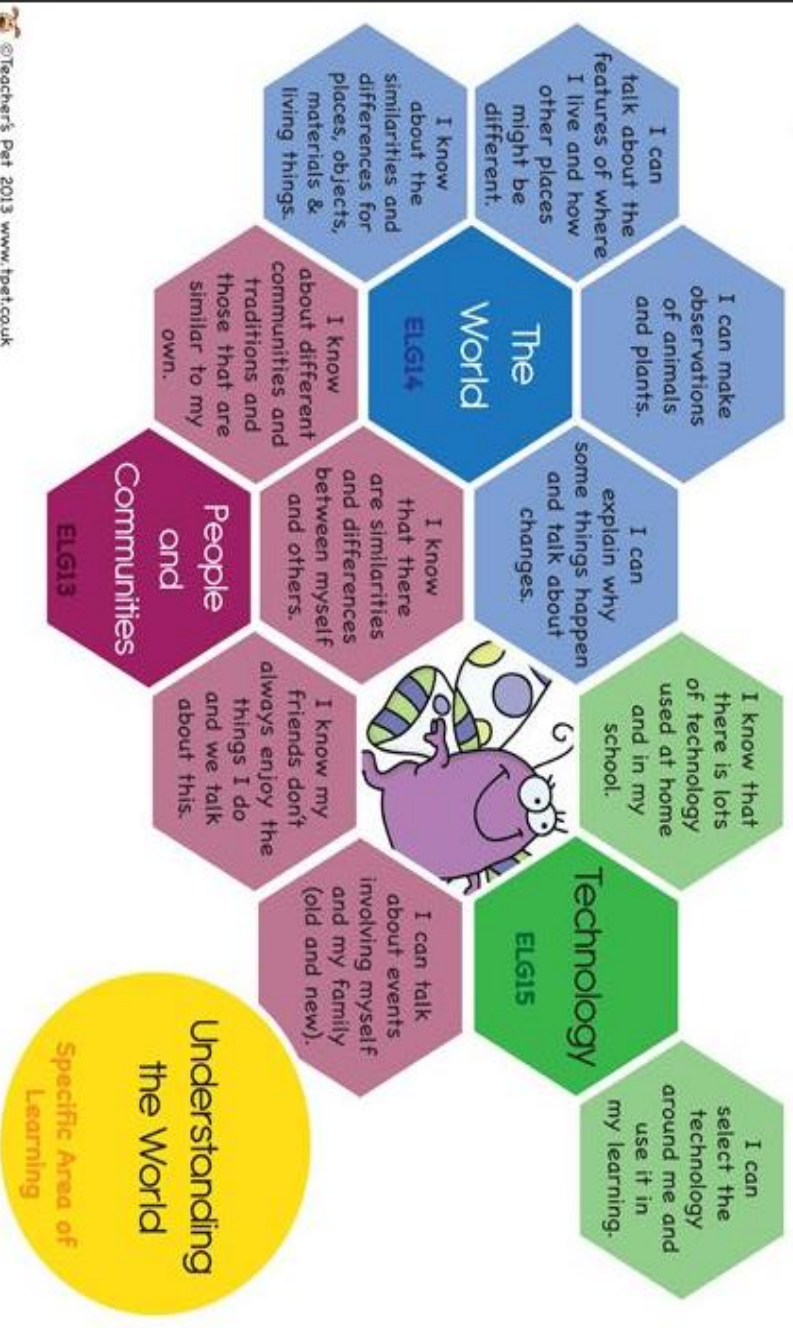 I can make
observations
of animals
and plants.
I know that
there is lots
of technology
used at home
and in my
school.
I can
select the
technology
around me and
use it in
my learning.
I can
talk about the
features of where
I live and how
other places
might be
different.
The
World
ELG14
I can
explain why
some things happen
and talk about
changes.
Technology
ELG15
I know
about the
similarities and
differences for
places, objects,
materials &
living things.
I know
that there
are similarities
and differences
between myself
and others.
I can talk
about events
involving myself
and my family
(old and new).
I know
about different
communities and
traditions and
those that are
similar to my
own.
I know my
friends don't
always enjoy the
things I do
and we talk
about this.
People
and
Communities
ELG13
Understanding
the World
Specific Area of
Learning
©Teacher's Pet 2013 www.tpet.co.uk